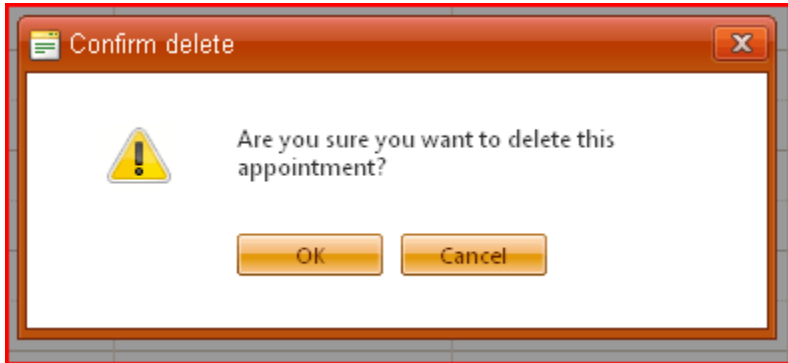 Confirm delete
Are you sure you want to delete this
appointment?
OK
Cancel